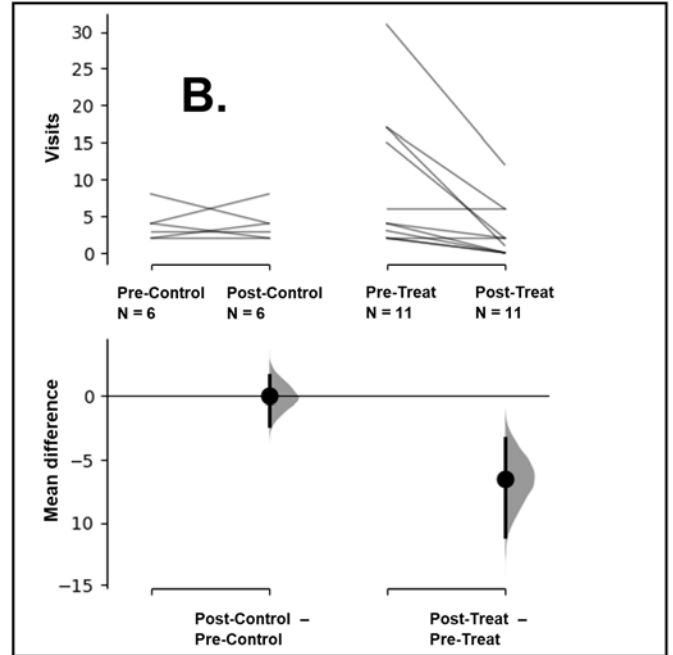 30
25
20
15
10
5
0
Visits
B.
Pre-Control
N = 6
Post-Control
N = 6
Pre-Treat
N = 11
Post-Treat
N = 11
0
−5
10
−15
Mean difference
Post-Control –
Pre-Control
Post-Treat –
Pre-Treat